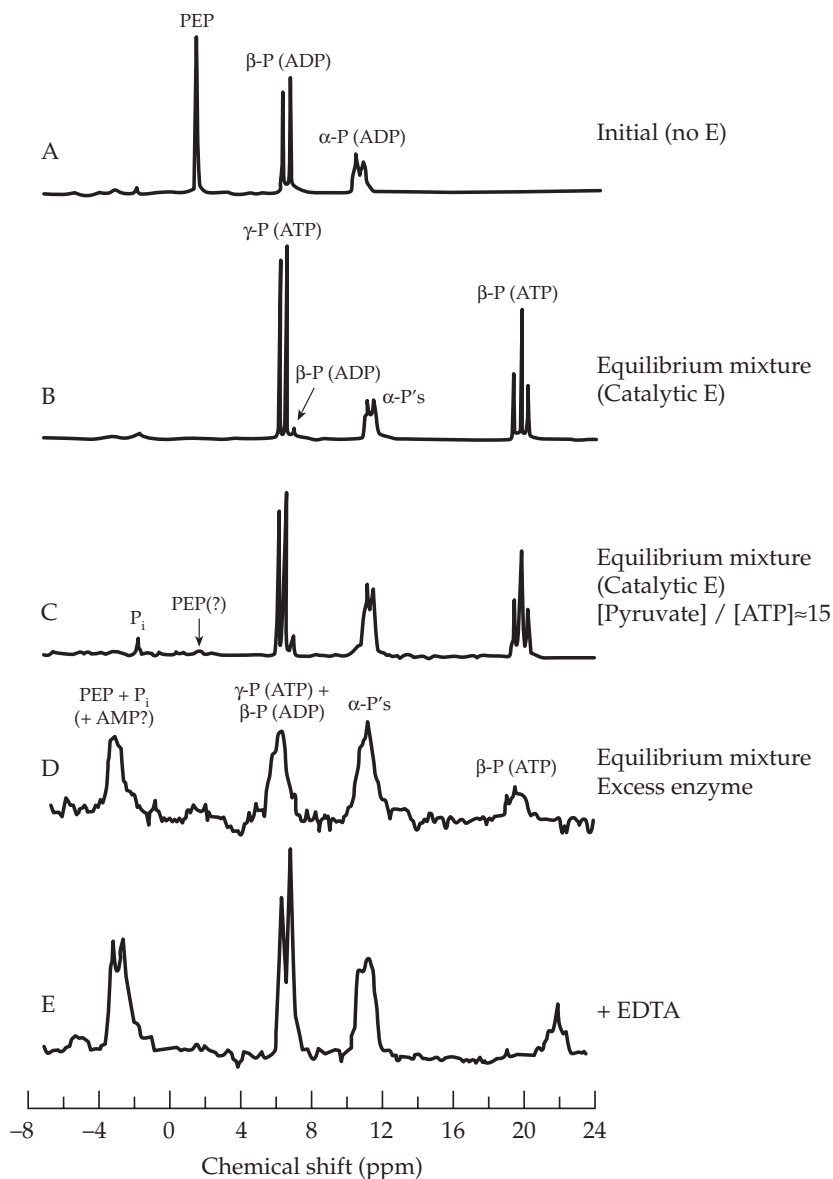 PEP
β-P (ADP)
α-P (ADP)
A
Initial (no E)
γ-P (ATP)
β-P (ATP)
β-P (ADP)
α-P's
B
Equilibrium mixture
(Catalytic E)
C
Pi
PEP(?)
Equilibrium mixture
(Catalytic E)
[Pyruvate] / [ATP]≈15
PEP + Pi
(+ AMP?)
γ-P (ATP) +
β-P (ADP)
α-P's
β-P (ATP)
D
Equilibrium mixture
Excess enzyme
E
+ EDTA
−8 −4 0 4 8 12 16 20 24
Chemical shift (ppm)